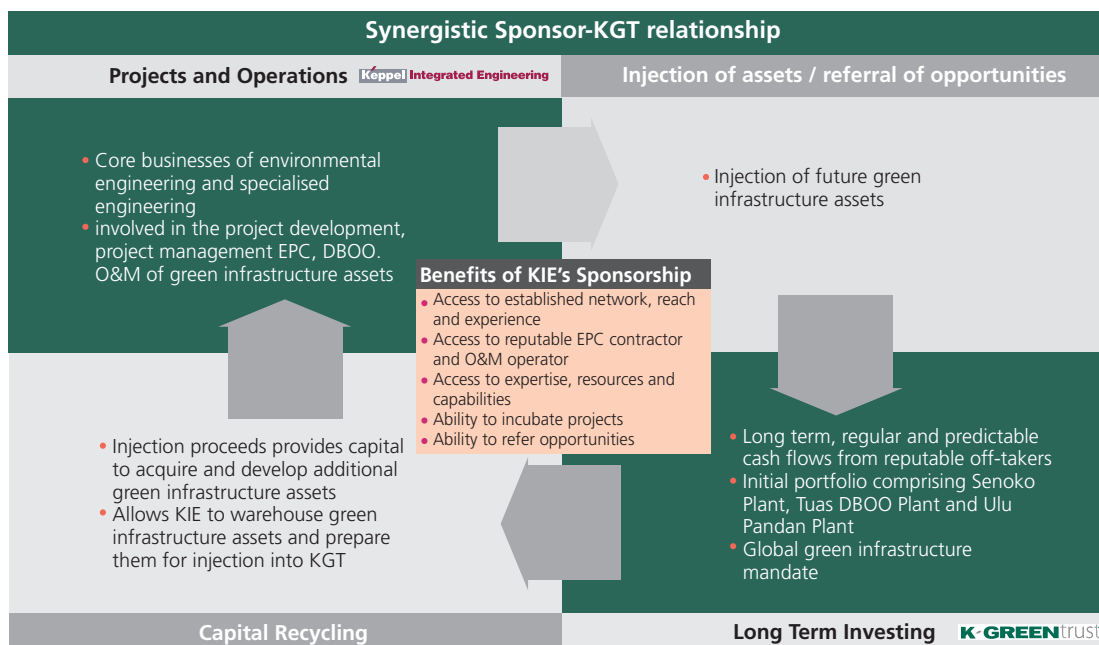 Synergistic Sponsor-KGT relationship
Projects and Operations Keppel Integrated Engineering
Injection of assets / referral of opportunities
• Core businesses of environmental
engineering and specialised
engineering
• involved in the project development,
project management EPC, DBOO.
O&M of green infrastructure assets
• Injection of future green
infrastructure assets
Benefits of KIE’s Sponsorship
• Access to established network, reach
and experience
• Access to reputable EPC contractor
and O&M operator
• Access to expertise, resources and
capabilities
• Ability to incubate projects
• Ability to refer opportunities
• Injection proceeds provides capital
to acquire and develop additional
green infrastructure assets
• Allows KIE to warehouse green
infrastructure assets and prepare
them for injection into KGT
• Long term, regular and predictable
cash flows from reputable off-takers
• Initial portfolio comprising Senoko
Plant, Tuas DBOO Plant and Ulu
Pandan Plant
• Global green infrastructure
mandate
Capital Recycling
Long Term Investing K-GREENtrust